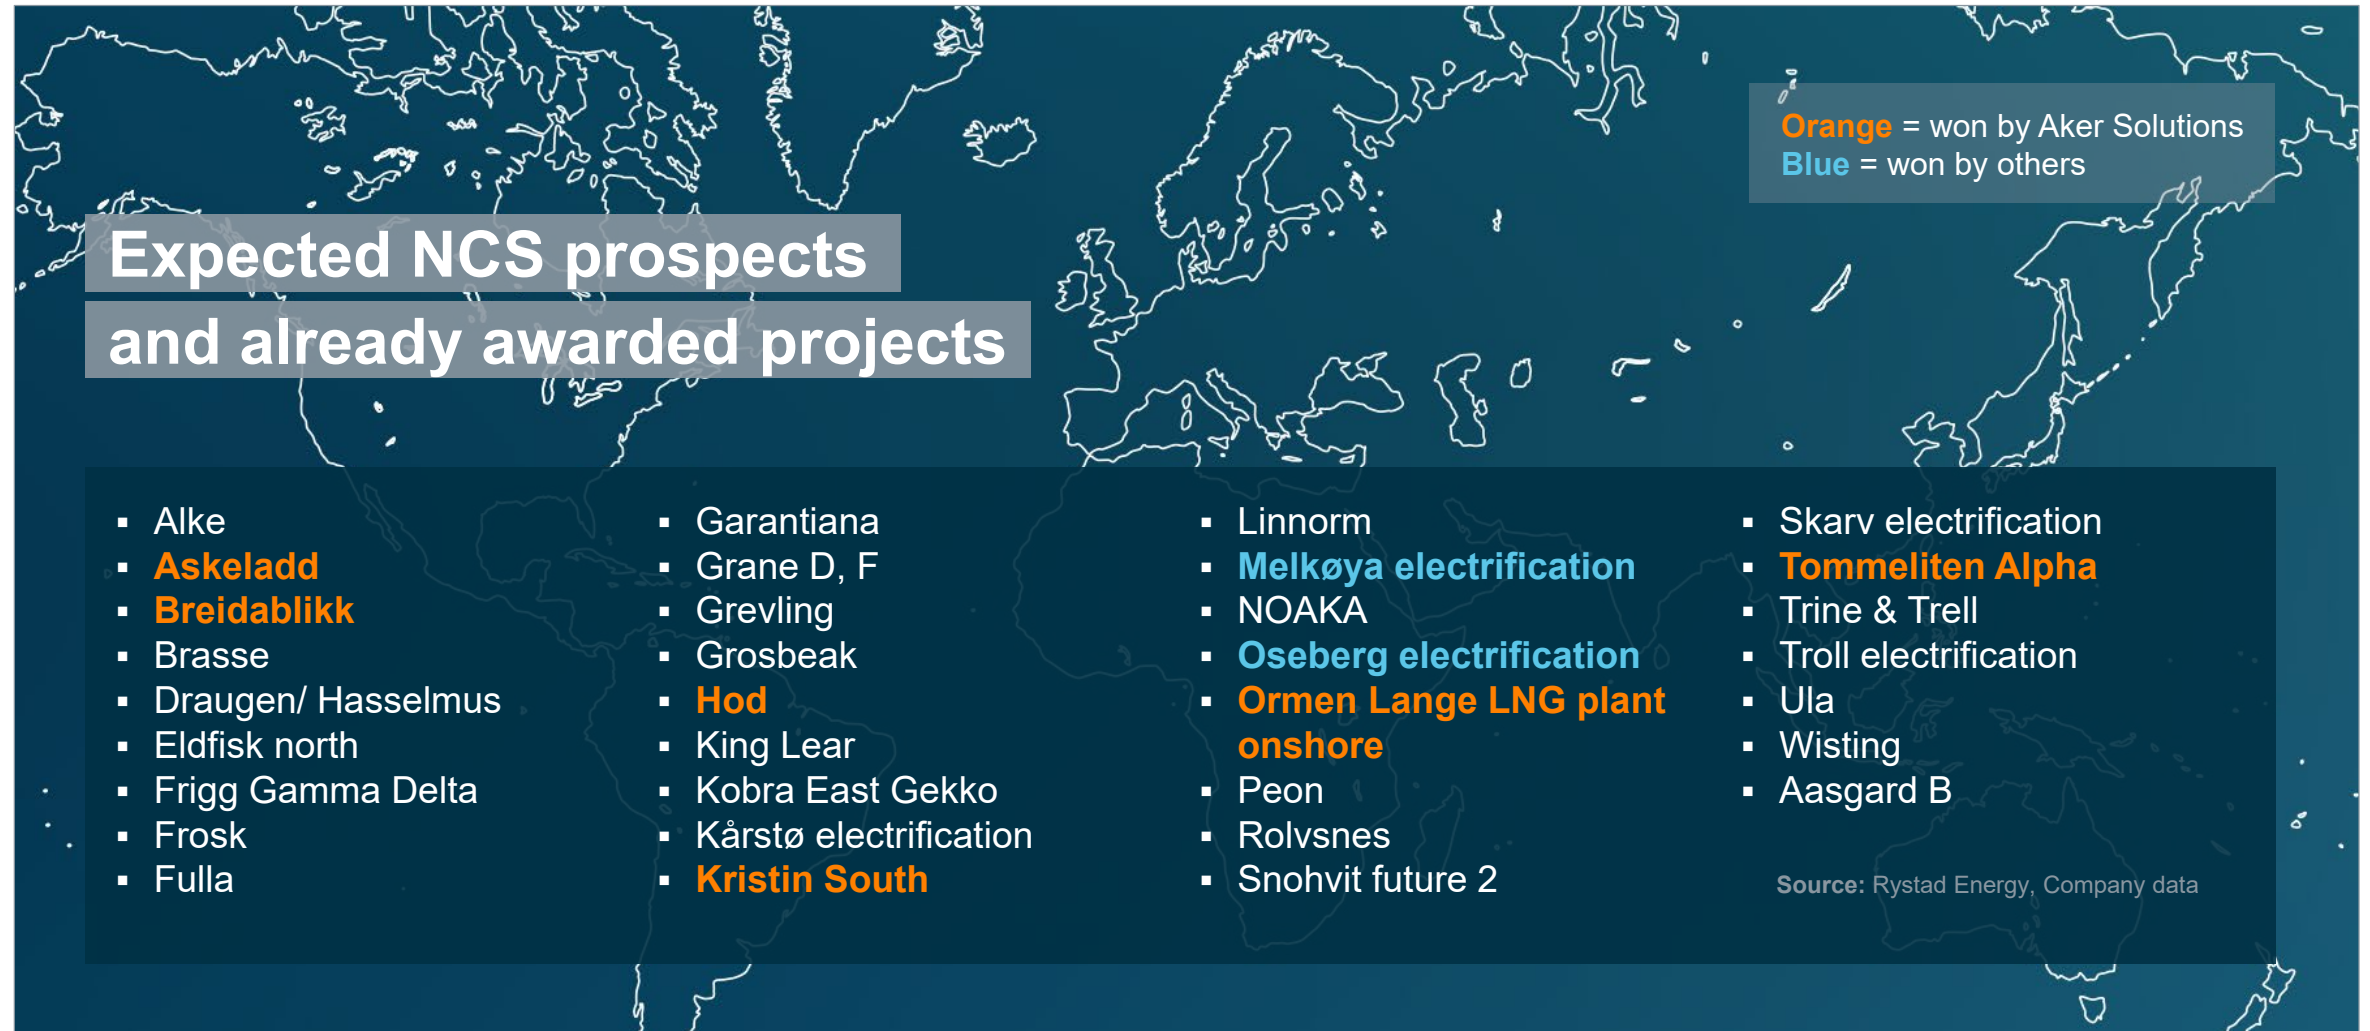 Orange = won by Aker Solutions
Blue = won by others
Expected NCS prospects
and already awarded projects
▪ Alke
▪ Askeladd
▪ Breidablikk
▪ Brasse
▪ Draugen/ Hasselmus
▪ Eldfisk north
▪ Frigg Gamma Delta
▪ Frosk
▪ Fulla
▪ Garantiana
▪ Grane D, F
▪ Grevling
▪ Grosbeak
▪ Hod
▪ King Lear
▪ Kobra East Gekko
▪ Kårstø electrification
▪ Kristin South
▪ Linnorm
▪ Melkøya electrification
▪ NOAKA
▪ Oseberg electrification
▪ Ormen Lange LNG plant
onshore
▪ Peon
▪ Rolvsnes
▪ Snohvit future 2
▪ Skarv electrification
▪ Tommeliten Alpha
▪ Trine & Trell
▪ Troll electrification
▪ Ula
▪ Wisting
▪ Aasgard B
Source: Rystad Energy, Company data